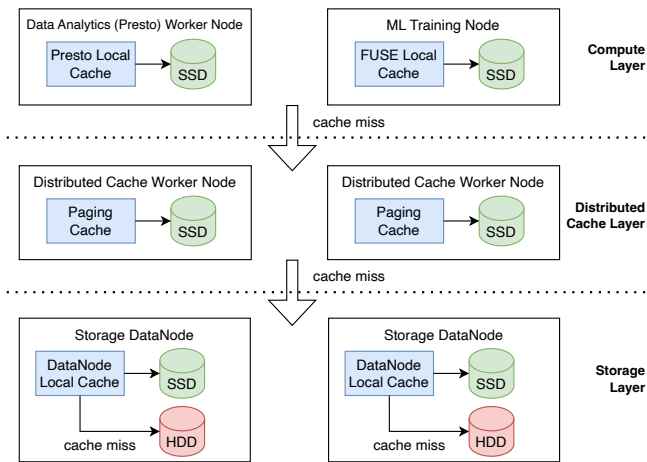 Data Analytics (Presto) Worker Node
Presto Local
Cache
SSD
ML Training Node
FUSE Local
Cache
SSD
Compute
Layer
cache miss
Distributed Cache Worker Node
Paging
Cache
SSD
Distributed Cache Worker Node
Paging
Cache
SSD
Distributed
Cache Layer
cache miss
Storage DataNode
DataNode
Local Cache
SSD
cache miss
HDD
Storage DataNode
DataNode
Local Cache
SSD
cache miss
HDD
Storage
Layer